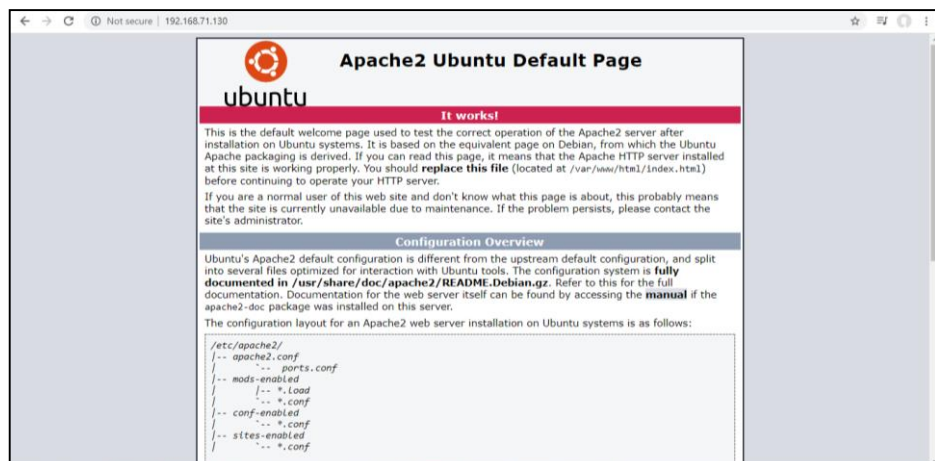 Not secure | 192.168.71.130
ubuntu
Apache2 Ubuntu Default Page
It works!
This is the default welcome page used to test the correct operation of the Apache2 server after
installation on Ubuntu systems. It is based on the equivalent page on Debian, from which the Ubuntu
Apache packaging is derived. If you can read this page, it means that the Apache HTTP server installed
at this site is working properly. You should replace this file (located at /var/www/html/index.html)
before continuing to operate your HTTP server.
If you are a normal user of this web site and don't know what this page is about, this probably means
that the site is currently unavailable due to maintenance. If the problem persists, please contact the
site's administrator.
Configuration Overview
Ubuntu's Apache2 default configuration is different from the upstream default configuration, and split
into several files optimized for interaction with Ubuntu tools. The configuration system is fully
documented in /usr/share/doc/apache2/README.Debian.gz. Refer to this for the full
documentation. Documentation for the web server itself can be found by accessing the manual if the
apache2-doc package was installed on this server.
The configuration layout for an Apache2 web server installation on Ubuntu systems is as follows:
/etc/apache2/
|-- apache2.conf
|       `--  ports.conf
|-- mods-enabled
|       |-- *.load
|       `-- *.conf
|-- conf-enabled
|       `-- *.conf
|-- sites-enabled
|       `-- *.conf